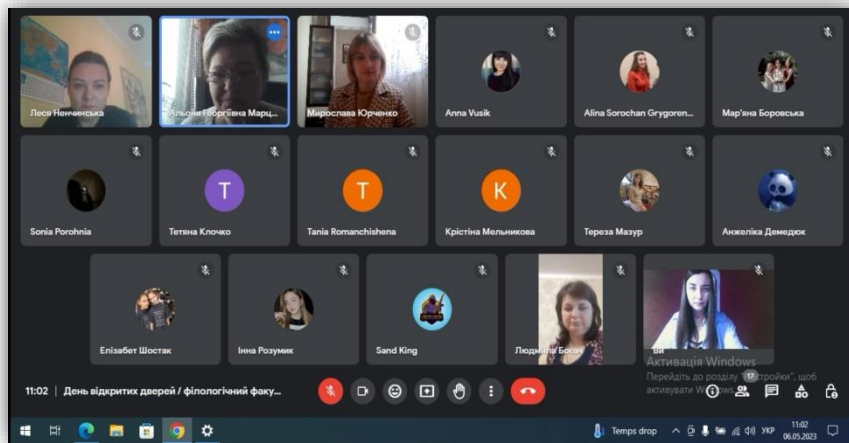 Леся Ненчинська
Альона Георгіївна Марц...
Мирослава Юрченко
Anna Vusik
Alina Sorochan Grygoren...
Мар'яна Боровська
Sonia Porohnia
Т
Тетяна Клочко
T
Tania Romanchishena
К
Крістіна Мельникова
Тереза Мазур
Анжеліка Демедюк
Елізабет Шостак
Інна Розумик
Sand King
Людмила Богач
Ви
Активація Windows
Перейдіть до розділу
щоб
активувати
11:02 | День відкритих дверей / філологічний факу...
17
Temps drop
УКР
11:02
06.05.2023